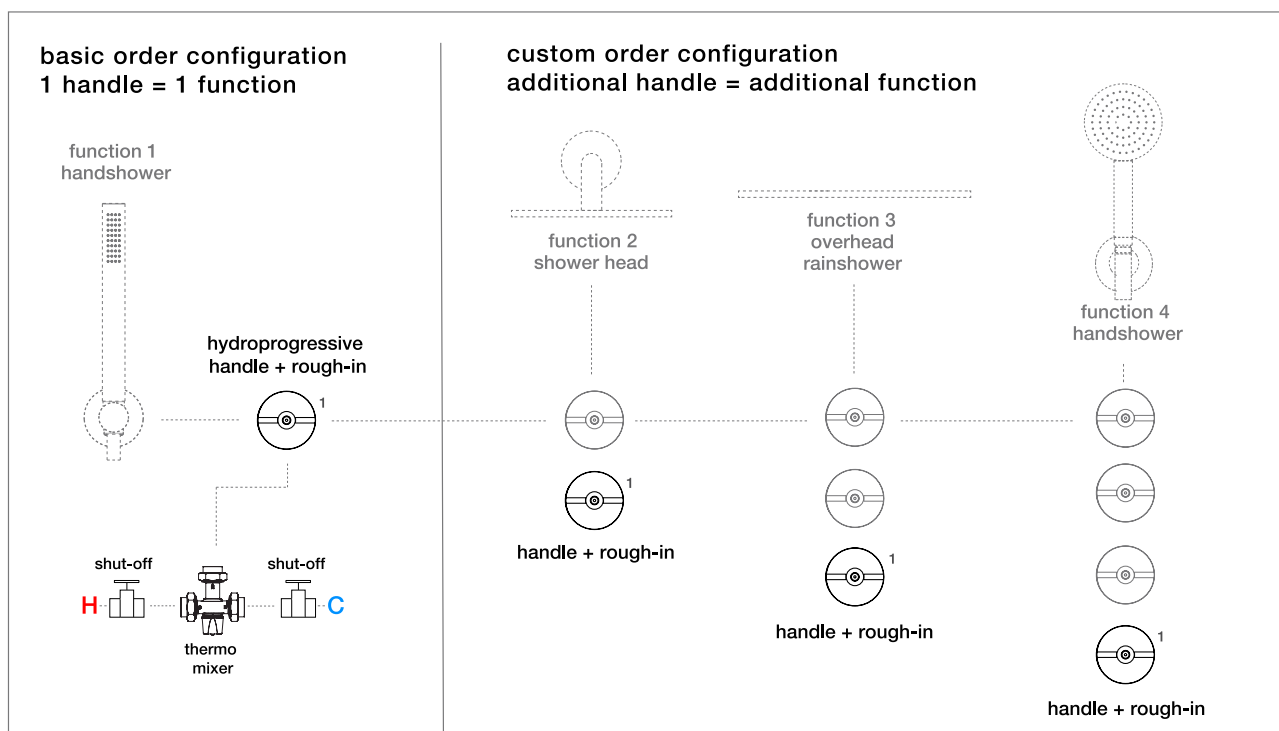 basic order configuration
1 handle = 1 function
function 1
handshower
hydroprogressive
handle + rough-in
1
shut-off
shut-off
H
C
thermo
mixer
custom order configuration
additional handle = additional function
function 2
shower head
1
handle + rough-in
function 3
overhead
rainshower
1
handle + rough-in
function 4
handshower
1
handle + rough-in